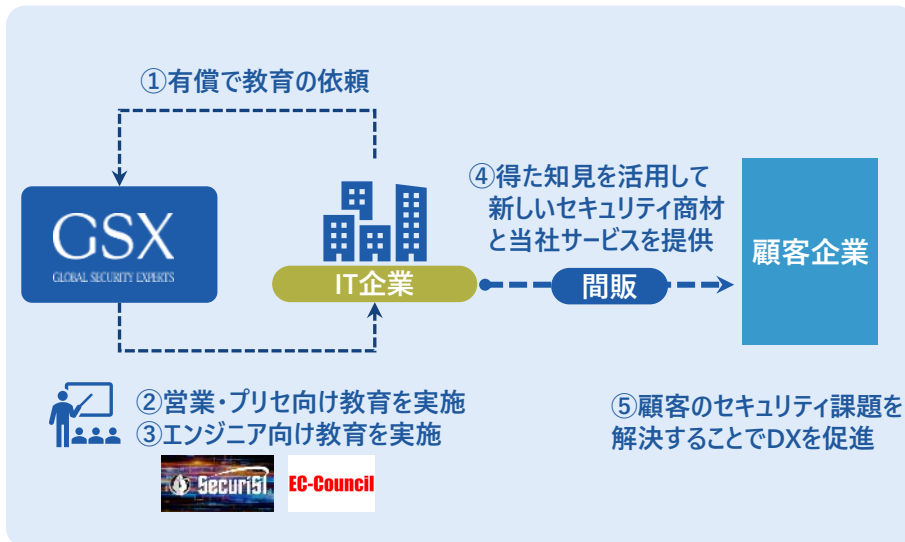 ①有償で教育の依頼
GSX
GLOBAL SECURITY EXPERTS
IT企業
④得た知見を活用して
新しいセキュリティ商材
と当社サービスを提供
間販
顧客企業
②営業・プリセ向け教育を実施
③エンジニア向け教育を実施
SecuriST
EC-Council
⑤顧客のセキュリティ課題を
解決することでDXを促進